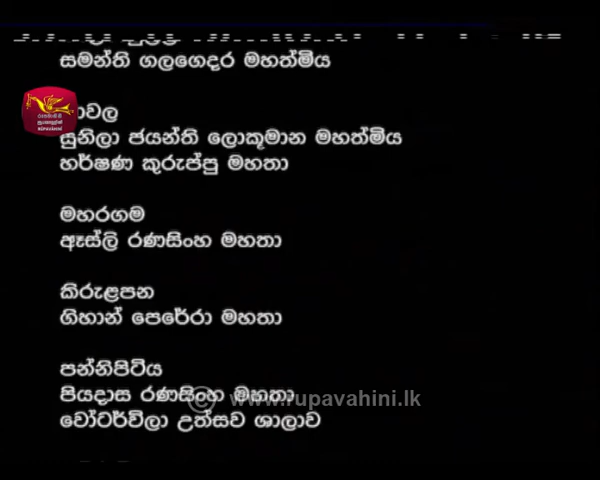 සමන්ති ගලගෙදර මහත්මිය
සුනිලා ජයන්ති ලොකුමාන මහත්මිය
හර්ෂණ කුරුප්පු මහතා
මහරගම
ඈස්ලි රණසිංහ මහතා
කිරුළපන
ගිහාන් පෙරේරා මහතා
පන්නිපිටිය
පියදාස රණසිංහ මහතා
© www.rupavahini.lk
වෝටර්විලා උත්සව ශාලාව